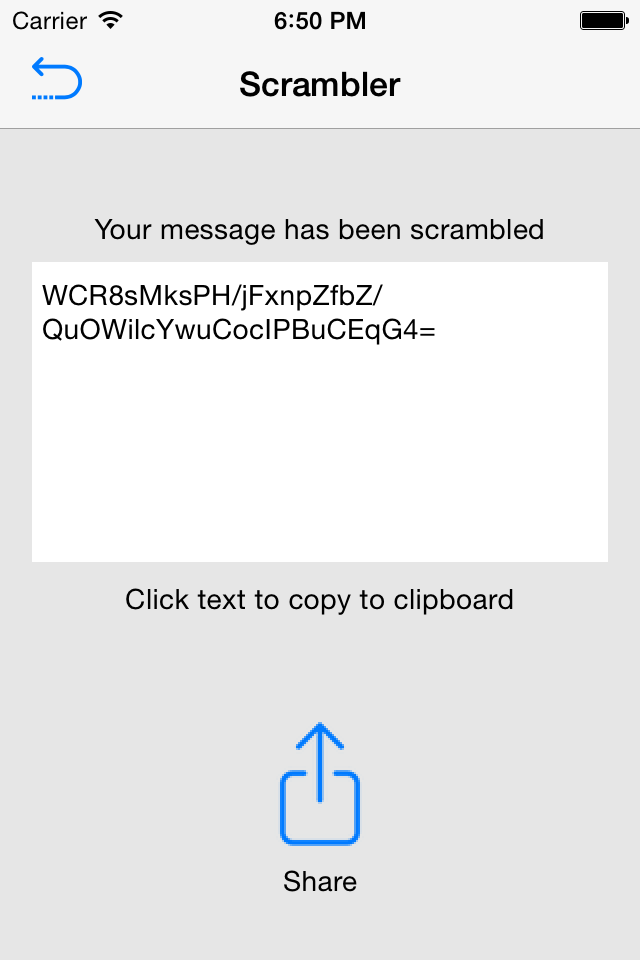 Carrier 6:50 PM
Scrambler
Your message has been scrambled
WCR8sMksPH/jFxnpZfbZ/
QuOWilcYwuCocIPBuCEqG4=
Click text to copy to clipboard
Share